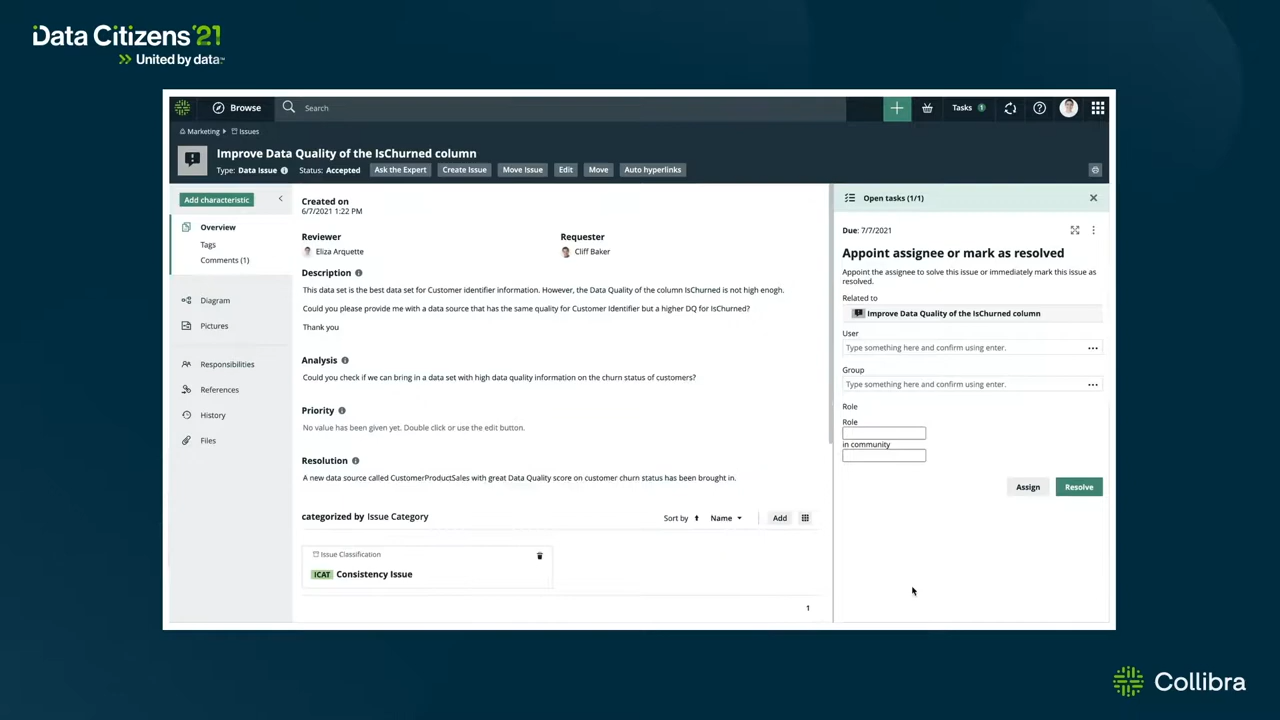 Data Citizens '21
United by data™
Browse
Search
Tasks 1
Marketing
Issues
Improve Data Quality of the IsChurned column
Type: Data Issue
Status: Accepted
Ask the Expert
Create Issue
Move Issue
Edit
Move
Auto hyperlinks
Add characteristic
Overview
Tags
Comments (1)
Diagram
Pictures
Responsibilities
References
History
Files
Created on
6/7/2021 1:22 PM
Reviewer
Eliza Arquette
Requester
Cliff Baker
Description
This data set is the best data set for Customer identifier information. However, the Data Quality of the column IsChurned is not high enogh.
Could you please provide me with a data source that has the same quality for Customer Identifier but a higher DQ for IsChurned?
Thank you
Analysis
Could you check if we can bring in a data set with high data quality information on the churn status of customers?
Priority
No value has been given yet. Double click or use the edit button.
Resolution
A new data source called CustomerProductSales with great Data Quality score on customer churn status has been brought in.
categorized by Issue Category
Sort by
Name
Add
Issue Classification
ICAT Consistency Issue
1
Open tasks (1/1)
Due: 7/7/2021
Appoint assignee or mark as resolved
Appoint the assignee to solve this issue or immediately mark this issue as
resolved.
Related to
Improve Data Quality of the IsChurned column
User
Type something here and confirm using enter.
Group
Type something here and confirm using enter.
Role
Role
in community
Assign
Resolve
Collibra